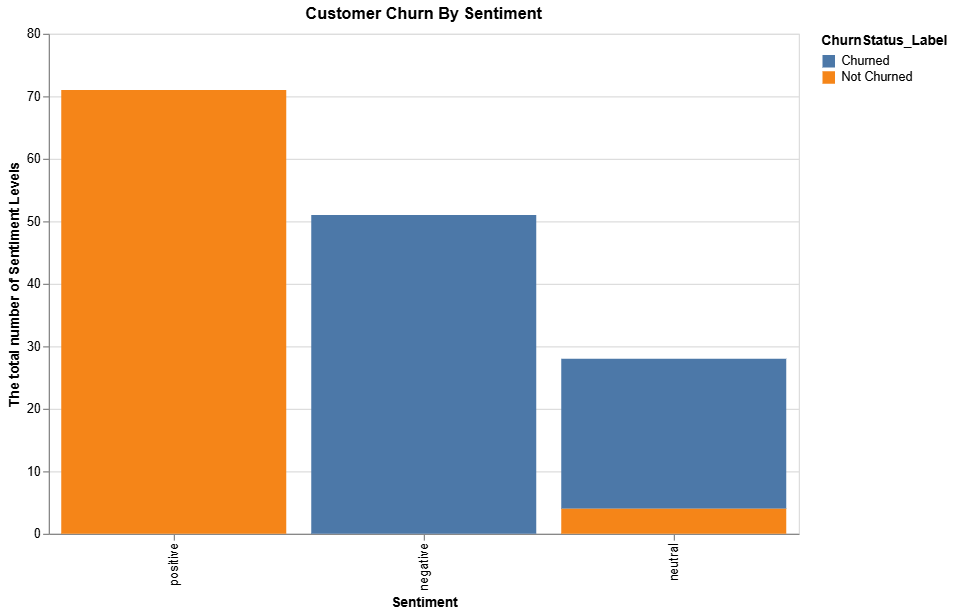 Customer Churn By Sentiment
ChurnStatus_Label
Churned
Not Churned
The total number of Sentiment Levels
80
70
60
50
40
30
20
10
0
positive
negative
neutral
Sentiment